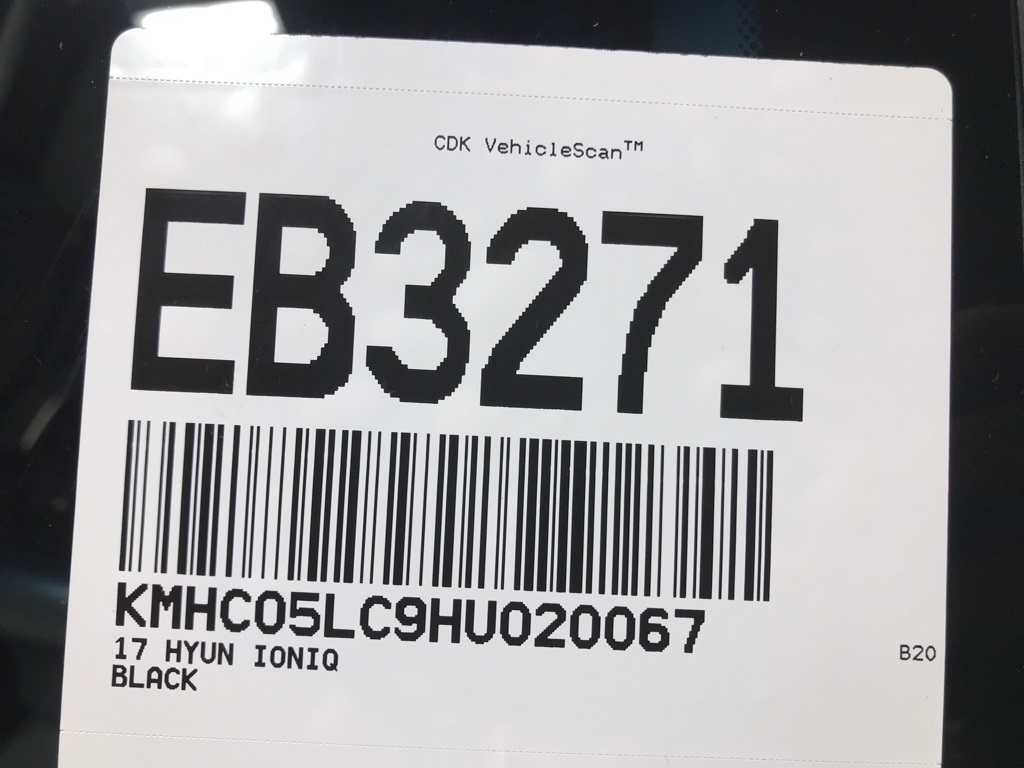 CDK VehicleScan™
EB3271
KMHC05LC9HU020067
17 HYUN IONIQ
B20
BLACK